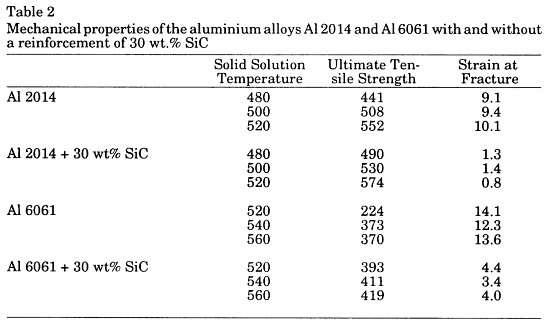 Table 2
Mechanical properties of the aluminium alloys Al 2014 and Al 6061 with and without
a reinforcement of 30 wt.% SiC
Solid Solution Ultimate Ten- Strain at
Temperature sile Strength Fracture
Al 2014 480 441 9.1
500 508 9.4
520 552 10.1
Al 2014 + 30 wt% SiC 480 490 1.3
500 530 1.4
520 574 0.8
Al 6061 520 224 14.1
540 373 12.3
560 370 13.6
Al 6061 + 30 wt% SiC 520 393 4.4
540 411 3.4
560 419 4.0